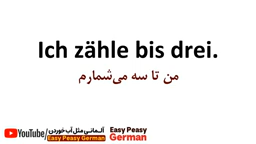 Ich zähle bis drei.
من تا سه می‌شمارم
YouTube/آلمانی مثل آب خوردن
Easy Peasy German
Easy Peasy
German